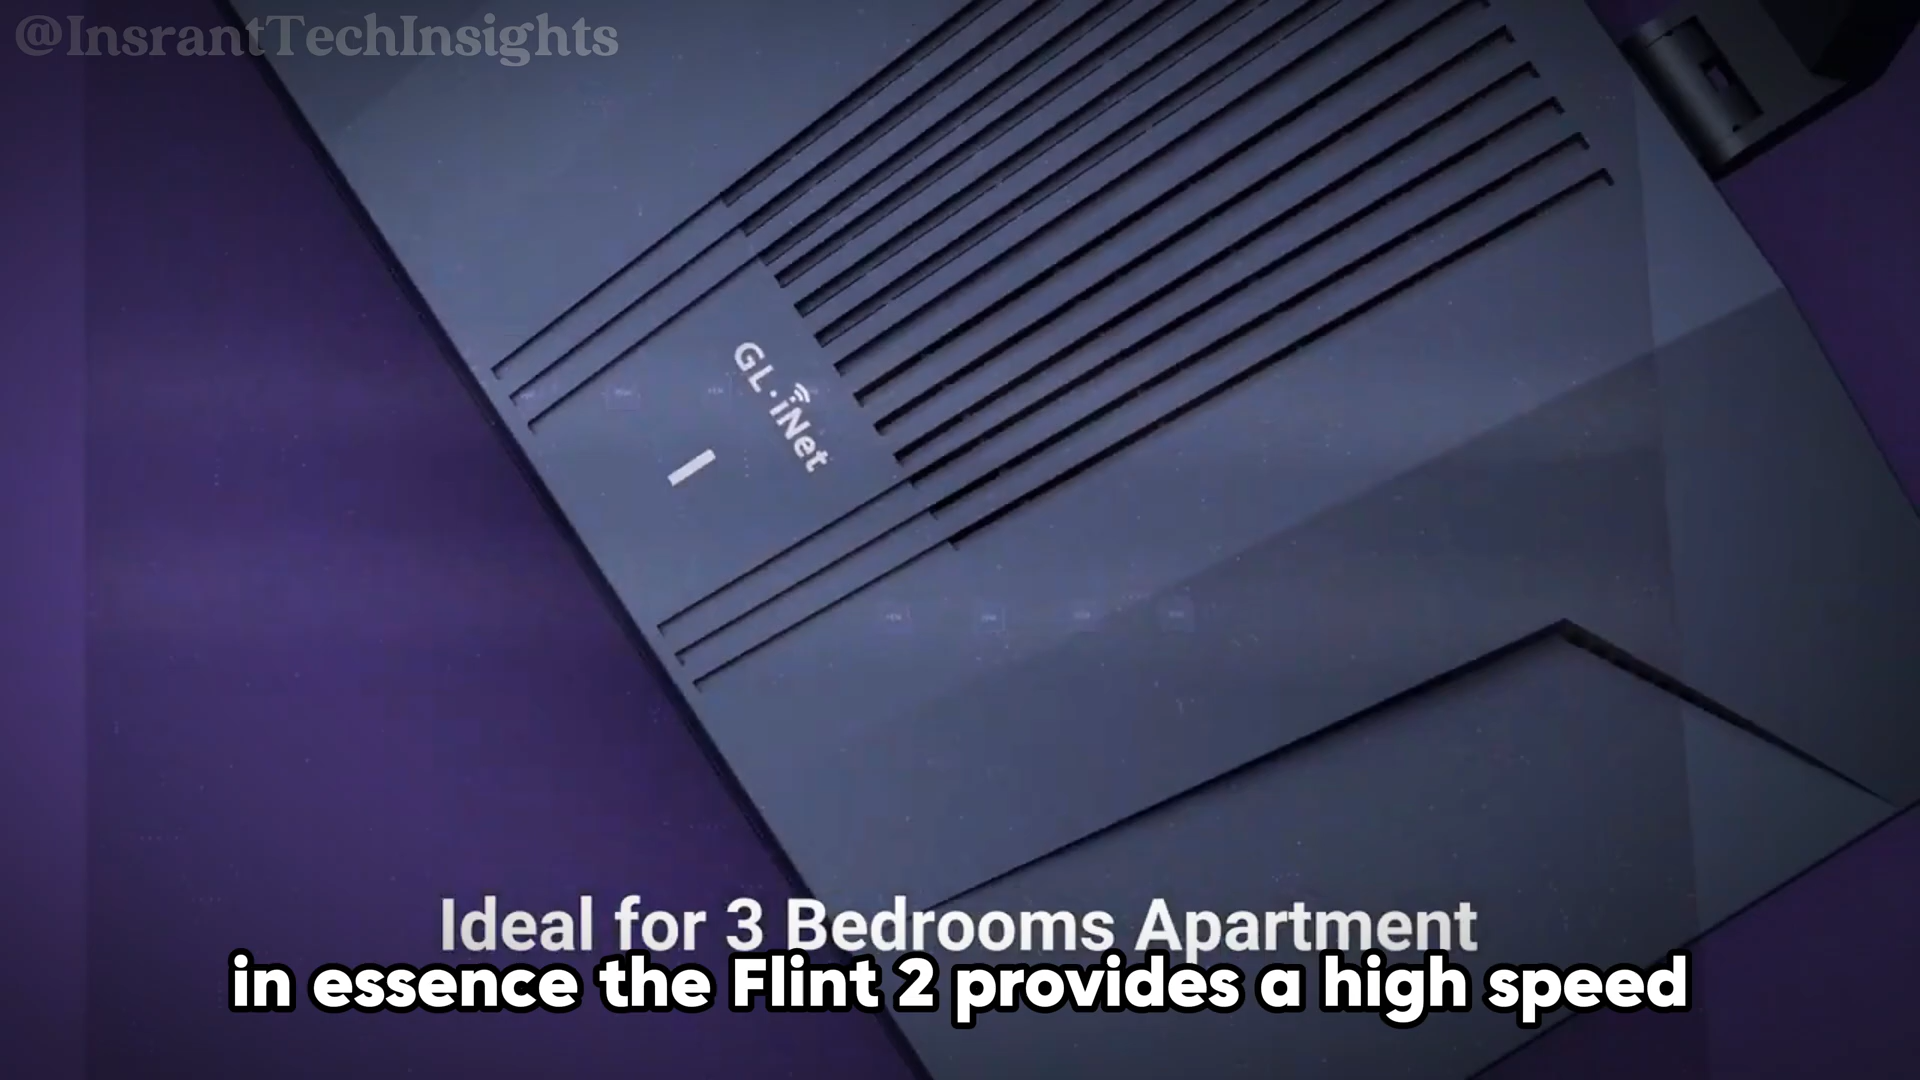 @InsrantTechInsights
GL·iNet
Ideal for 3 Bedrooms Apartment
in essence the Flint 2 provides a high speed